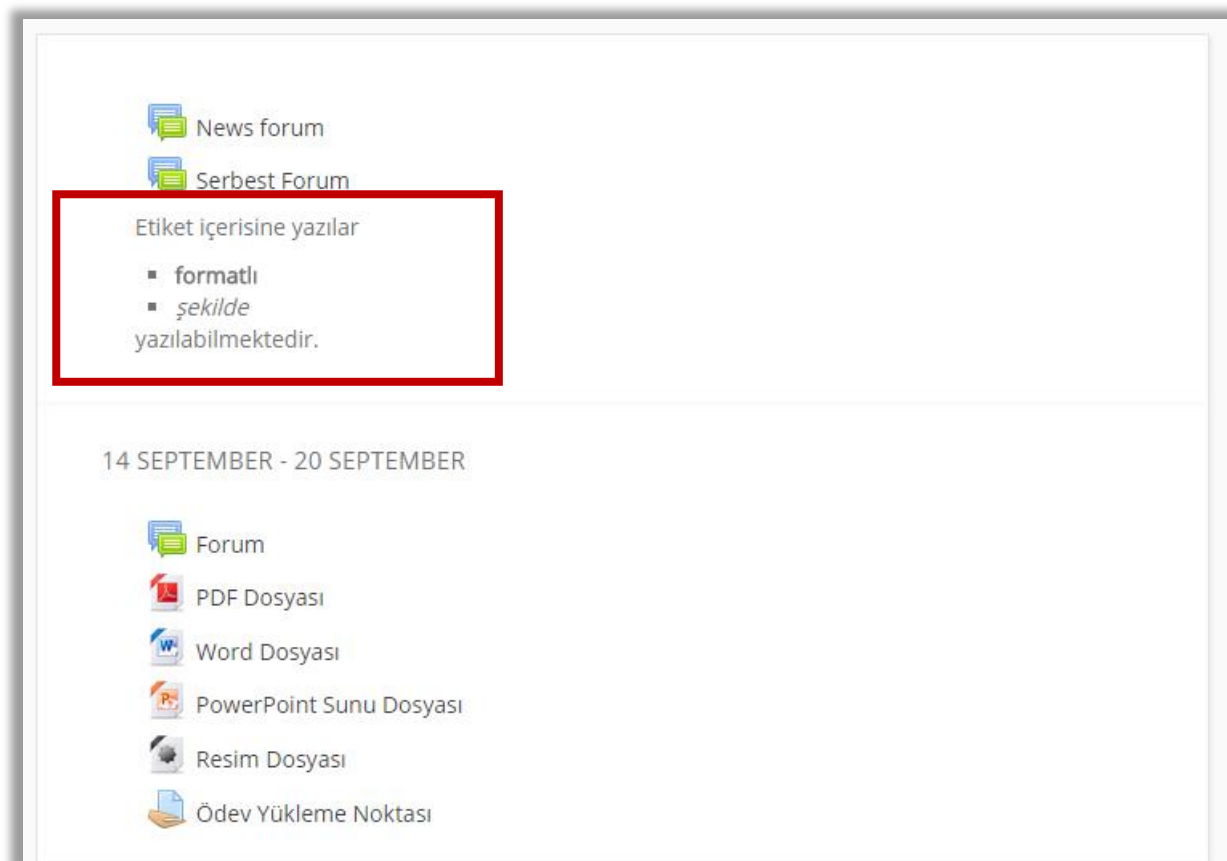 News forum
Serbest Forum
Etiket içerisine yazılar
formatlı
şekilde
yazılabilmektedir.
14 SEPTEMBER - 20 SEPTEMBER
Forum
PDF Dosyası
Word Dosyası
PowerPoint Sunu Dosyası
Resim Dosyası
Ödev Yükleme Noktası